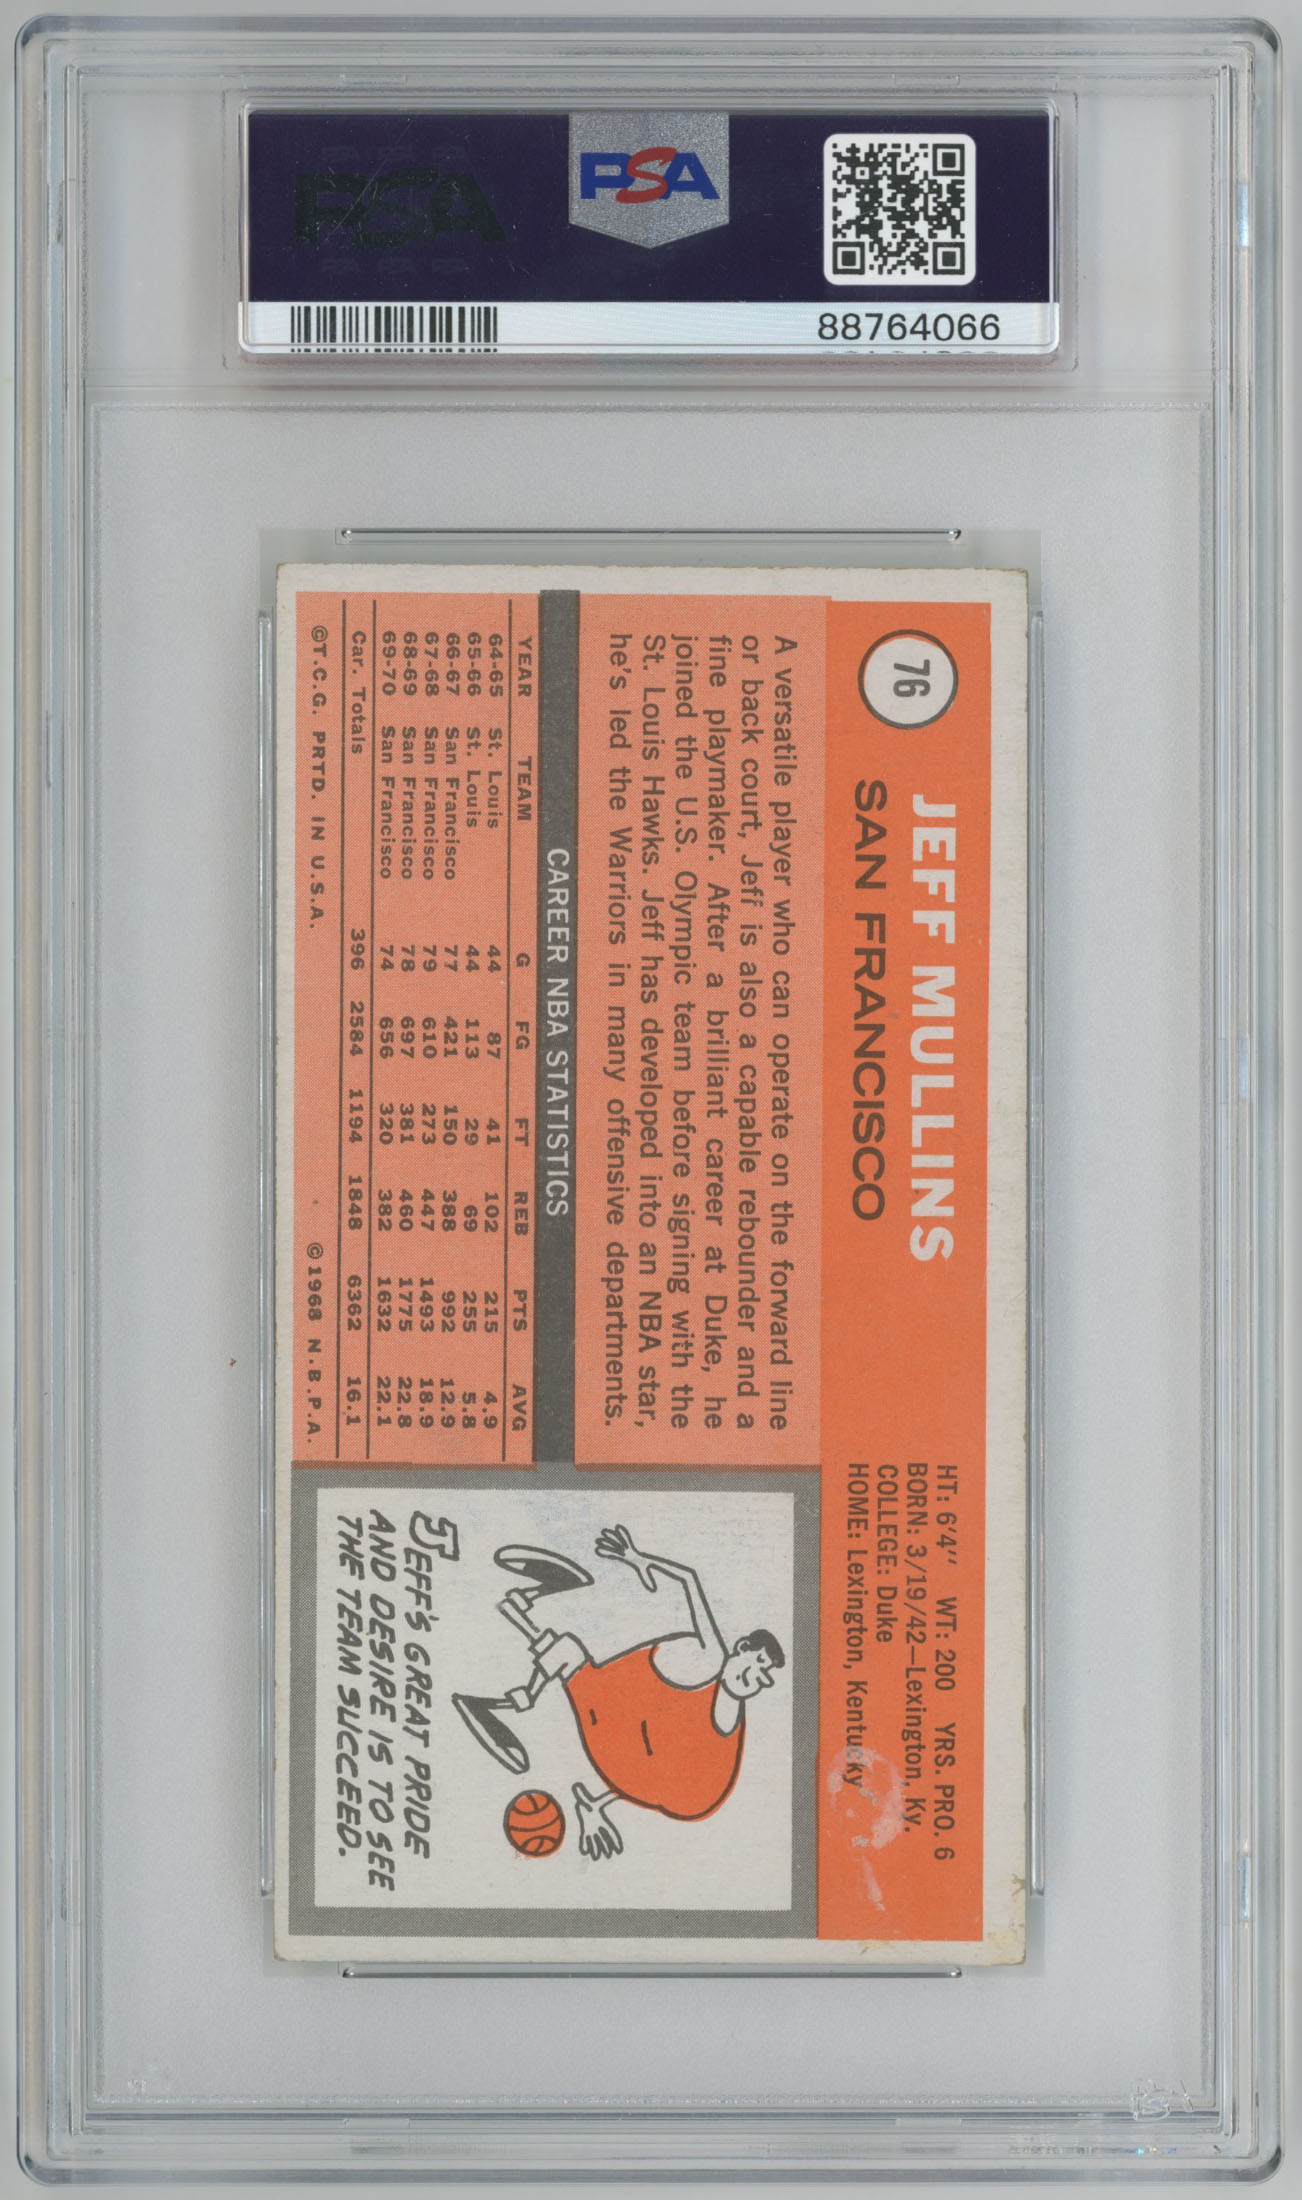 PSA
PSA
88764066
76
JEFF MULLINS
SAN FRANCISCO
HT: 6'4" WT: 200 YRS. PRO. 6
BORN: 3/19/42—Lexington, Ky.
COLLEGE: Duke
HOME: Lexington, Kentucky
A versatile player who can operate on the forward line
or back court, Jeff is also a capable rebounder and a
fine playmaker. After a brilliant career at Duke, he
joined the U.S. Olympic team before signing with the
St. Louis Hawks. Jeff has developed into an NBA star,
he's led the Warriors in many offensive departments.
CAREER NBA STATISTICS
YEAR TEAM G FG FT REB PTS AVG
64-65 St. Louis 44 87 41 102 215 4.9
65-66 St. Louis 44 113 29 69 255 5.8
66-67 San Francisco 77 421 150 388 992 12.9
67-68 San Francisco 79 610 273 447 1493 18.9
68-69 San Francisco 78 697 381 460 1775 22.8
69-70 San Francisco 74 656 320 382 1632 22.1
Car. Totals 396 2584 1194 1848 6362 16.1
©T.C.G. PRTD. IN U.S.A. ©1968 N.B.P.A.
JEFF'S GREAT PRIDE
AND DESIRE IS TO SEE
THE TEAM SUCCEED.